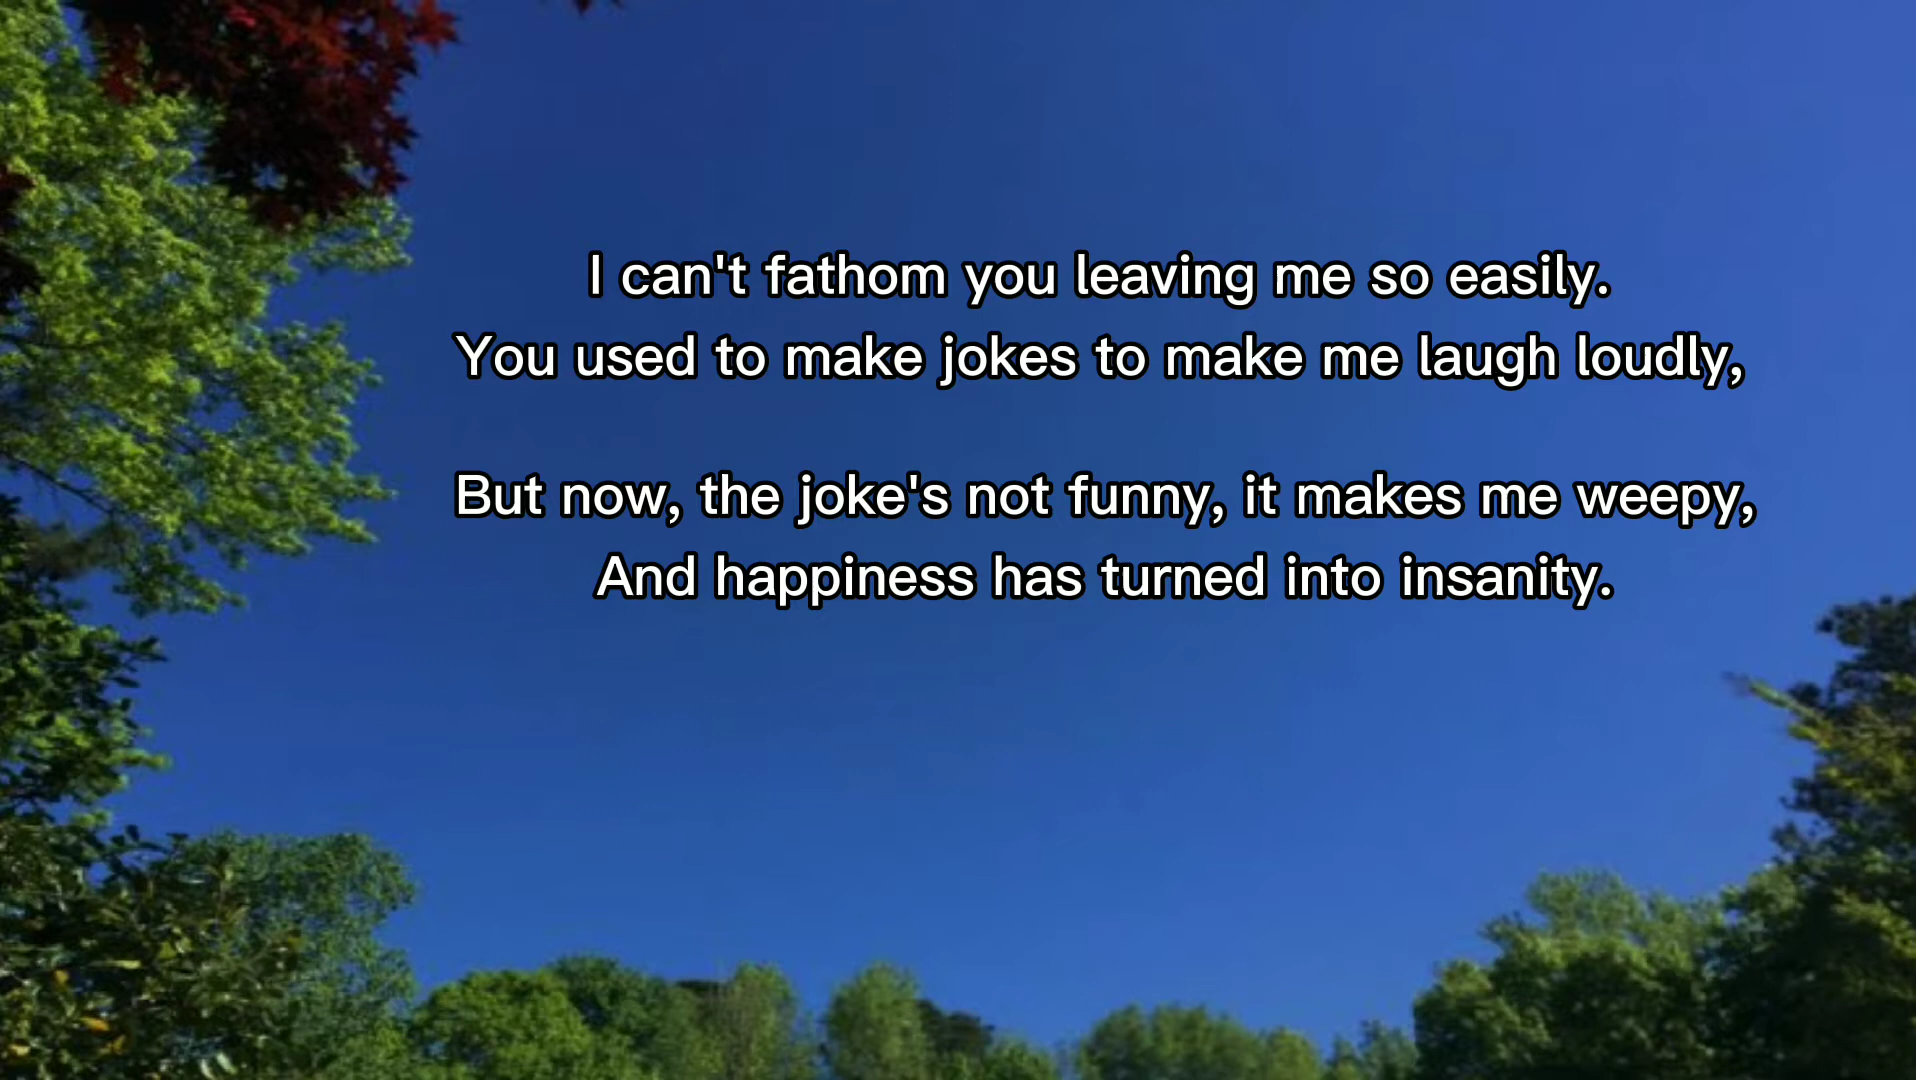 I can't fathom you leaving me so easily.
You used to make jokes to make me laugh loudly,
But now, the joke's not funny, it makes me weepy,
And happiness has turned into insanity.